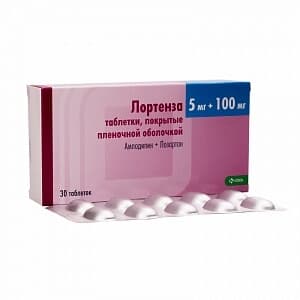 Лортенза
5 мг + 100 мг
таблетки, покрытые
пленочной оболочкой
Амлодипин + Лозартан
30 таблеток
KRKA